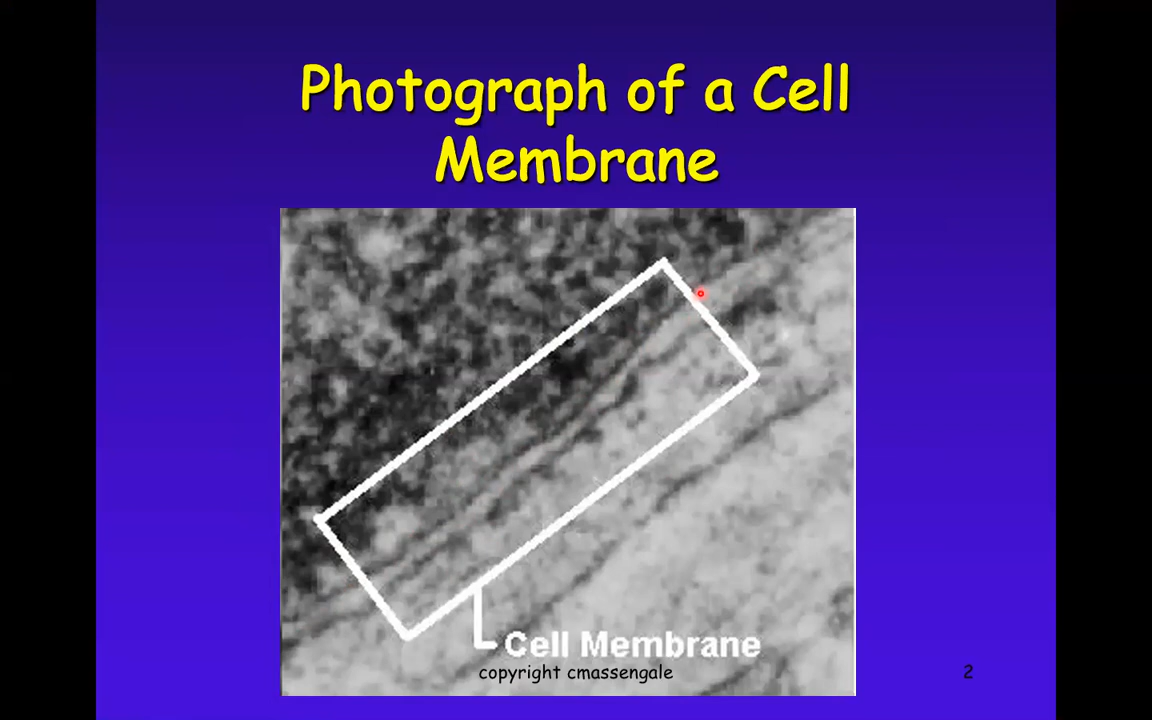 Photograph of a Cell
Membrane
Cell Membrane
copyright cmassengale
2